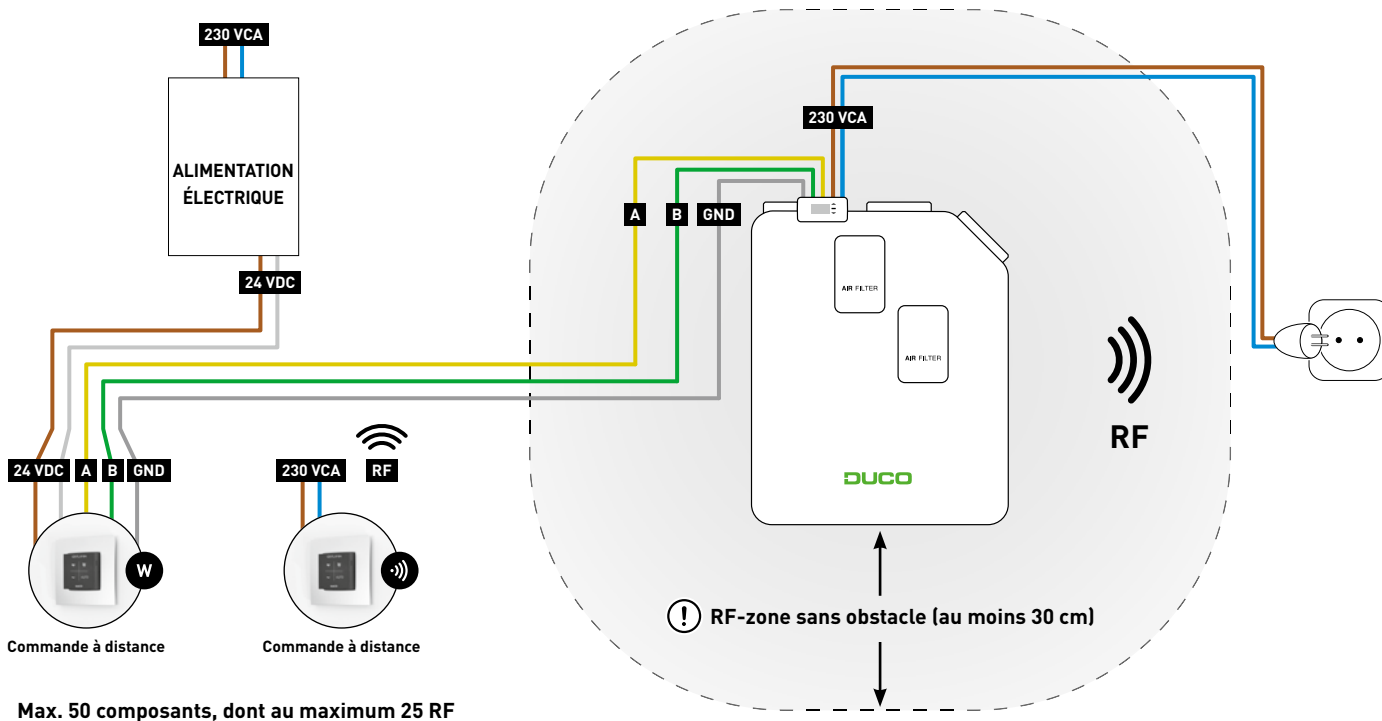 230 VCA
ALIMENTATION
ÉLECTRIQUE
24 VDC
24 VDC
A
B
GND
W
Commande à distance
230 VCA
RF
Commande à distance
Max. 50 composants, dont au maximum 25 RF
230 VCA
A
B
GND
AIR FILTER
AIR FILTER
DUCO
RF
! RF-zone sans obstacle (au moins 30 cm)